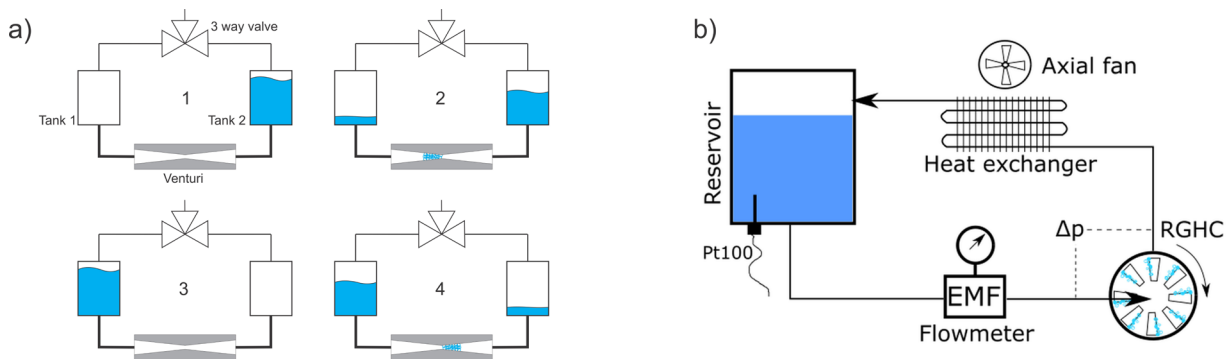 a)
3 way valve
1
Tank 1
Tank 2
Venturi
2
3
4
b)
Axial fan
Reservoir
Heat exchanger
Pt100
Δp
RGHC
EMF
Flowmeter